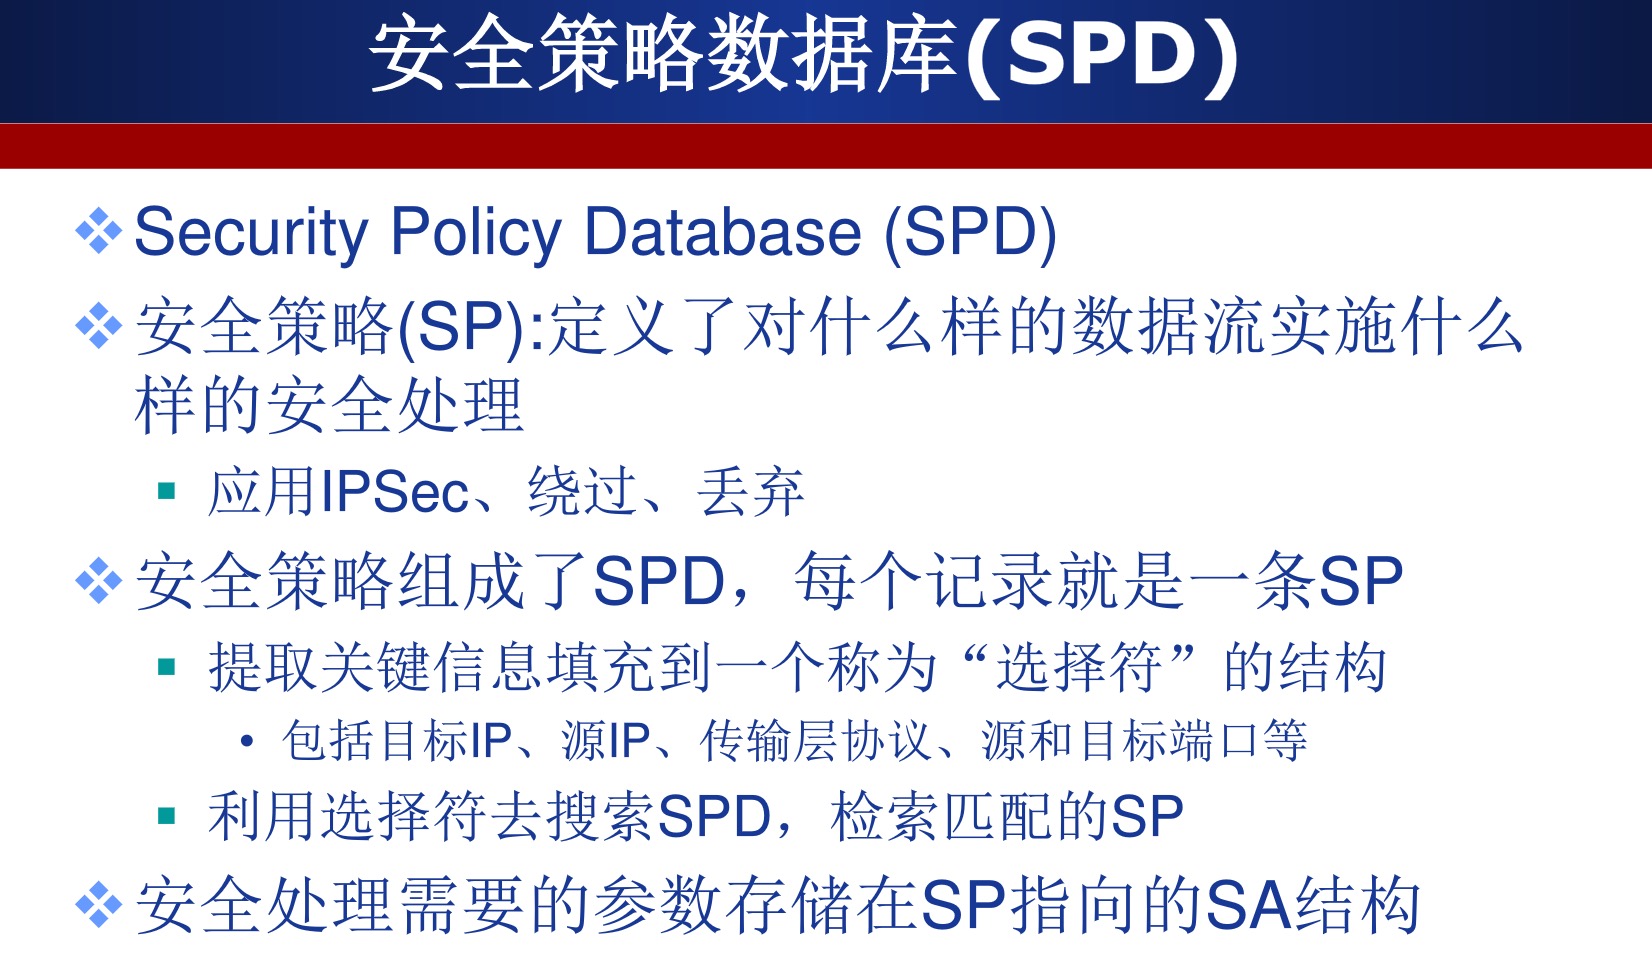 安全策略数据库(SPD)
Security Policy Database (SPD)
安全策略(SP):定义了对什么样的数据流实施什么
样的安全处理
应用IPSec、绕过、丢弃
安全策略组成了SPD，每个记录就是一条SP
提取关键信息填充到一个称为“选择符”的结构
包括目标IP、源IP、传输层协议、源和目标端口等
利用选择符去搜索SPD，检索匹配的SP
安全处理需要的参数存储在SP指向的SA结构